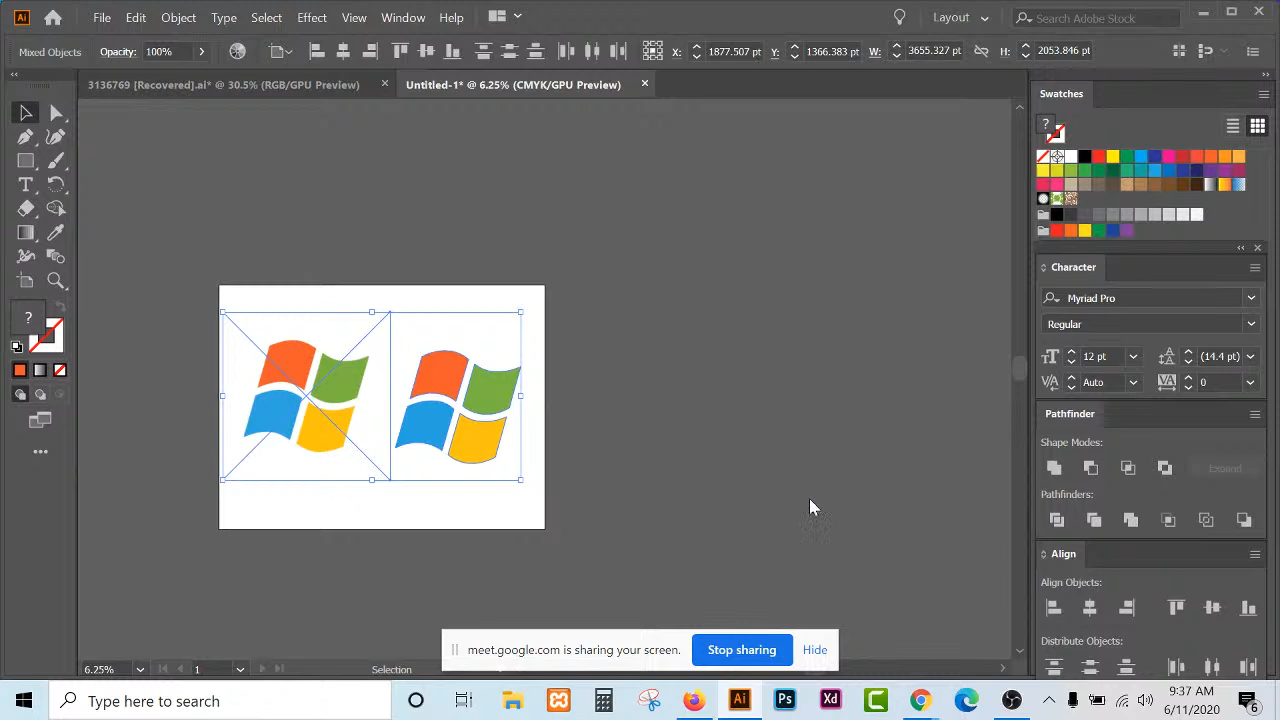 Ai File Edit Object Type Select Effect View Window Help Layout Search Adobe Stock
Mixed Objects Opacity: 100% X: 1877.507 pt Y: 1366.383 pt W: 3655.327 pt H: 2053.846 pt
3136769 [Recovered].ai* @ 30.5% (RGB/GPU Preview) Untitled-1* @ 6.25% (CMYK/GPU Preview)
Swatches
?
Character
?
Myriad Pro
Regular
12 pt (14.4 pt)
Auto 0
Pathfinder
Shape Modes:
Expand
Pathfinders:
Align
Align Objects:
Distribute Objects:
meet.google.com is sharing your screen. Stop sharing Hide
6.25% 1 Selection
Type here to search
Ai Ps Xd
9:37 AM
6/11/2020
6